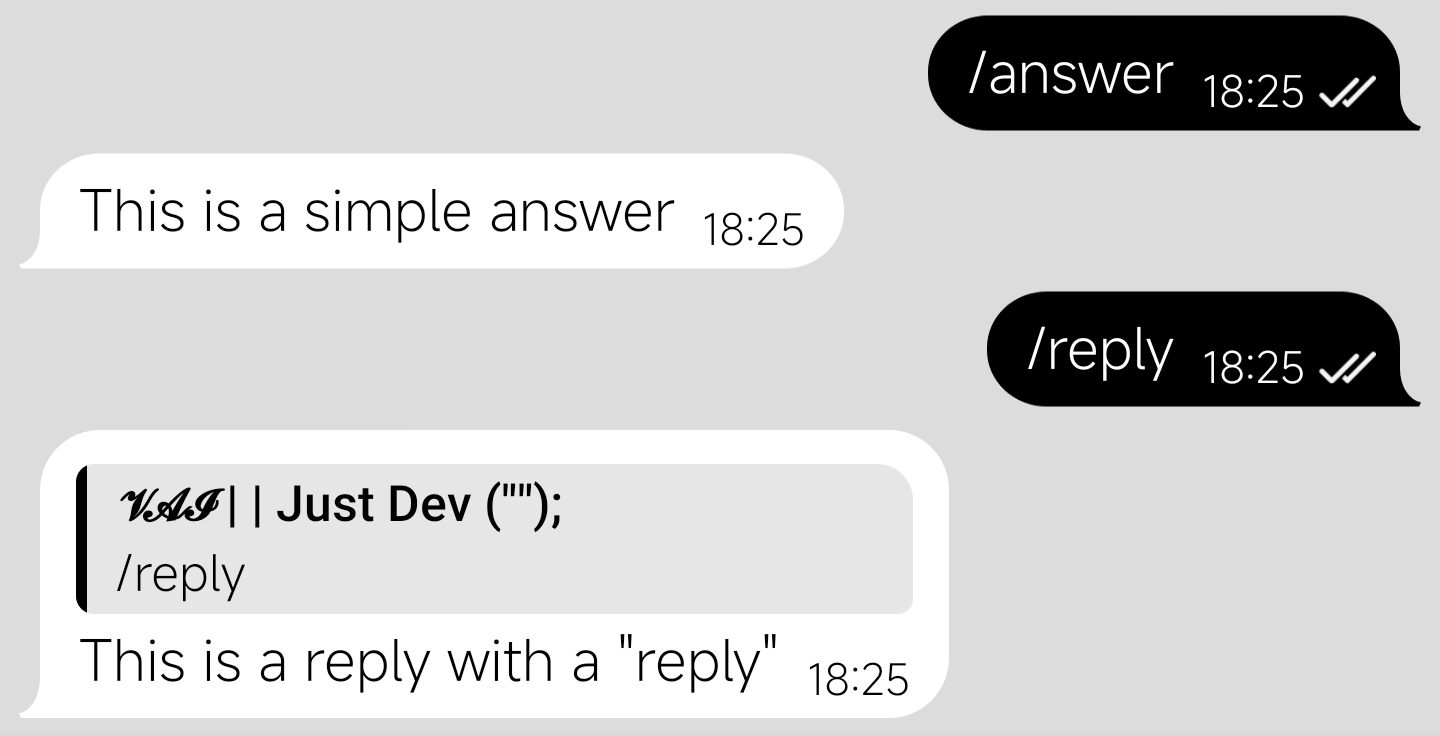 /answer 18:25
This is a simple answer 18:25
/reply 18:25
𝓥𝓐𝓘 | | Just Dev ("");
/reply
This is a reply with a "reply" 18:25